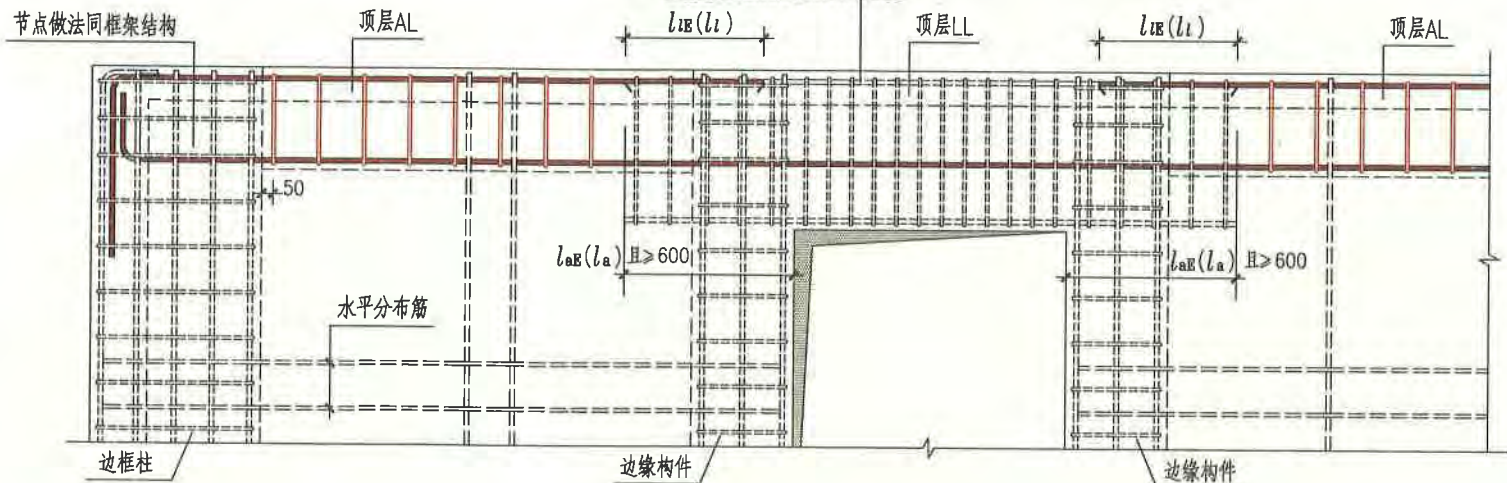 节点做法同框架结构
顶层AL
llE(ll)
顶层LL
llE(ll)
顶层AL
50
laE(la)且≥600
laE(la)且≥600
水平分布筋
边框柱
边缘构件
边缘构件